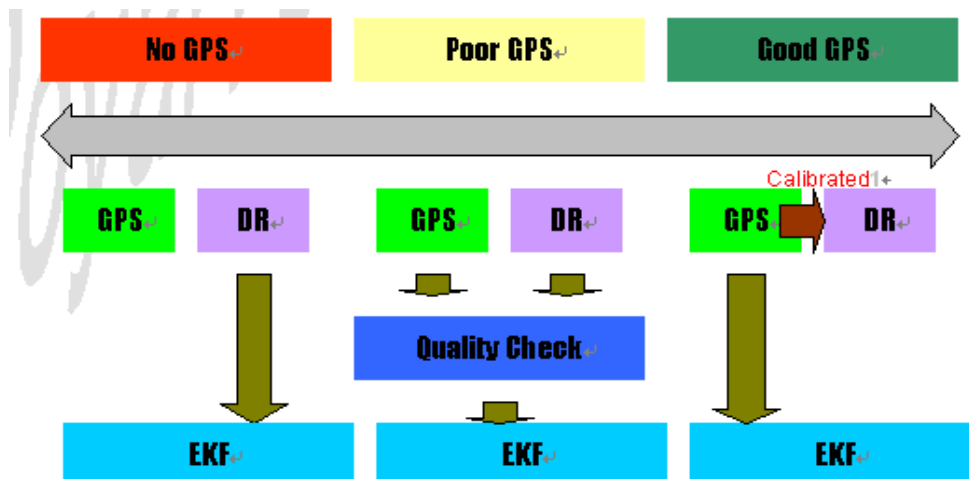 No GPS
Poor GPS
Good GPS
Calibrated1
GPS
DR
GPS
DR
GPS
DR
Quality Check
EKF
EKF
EKF